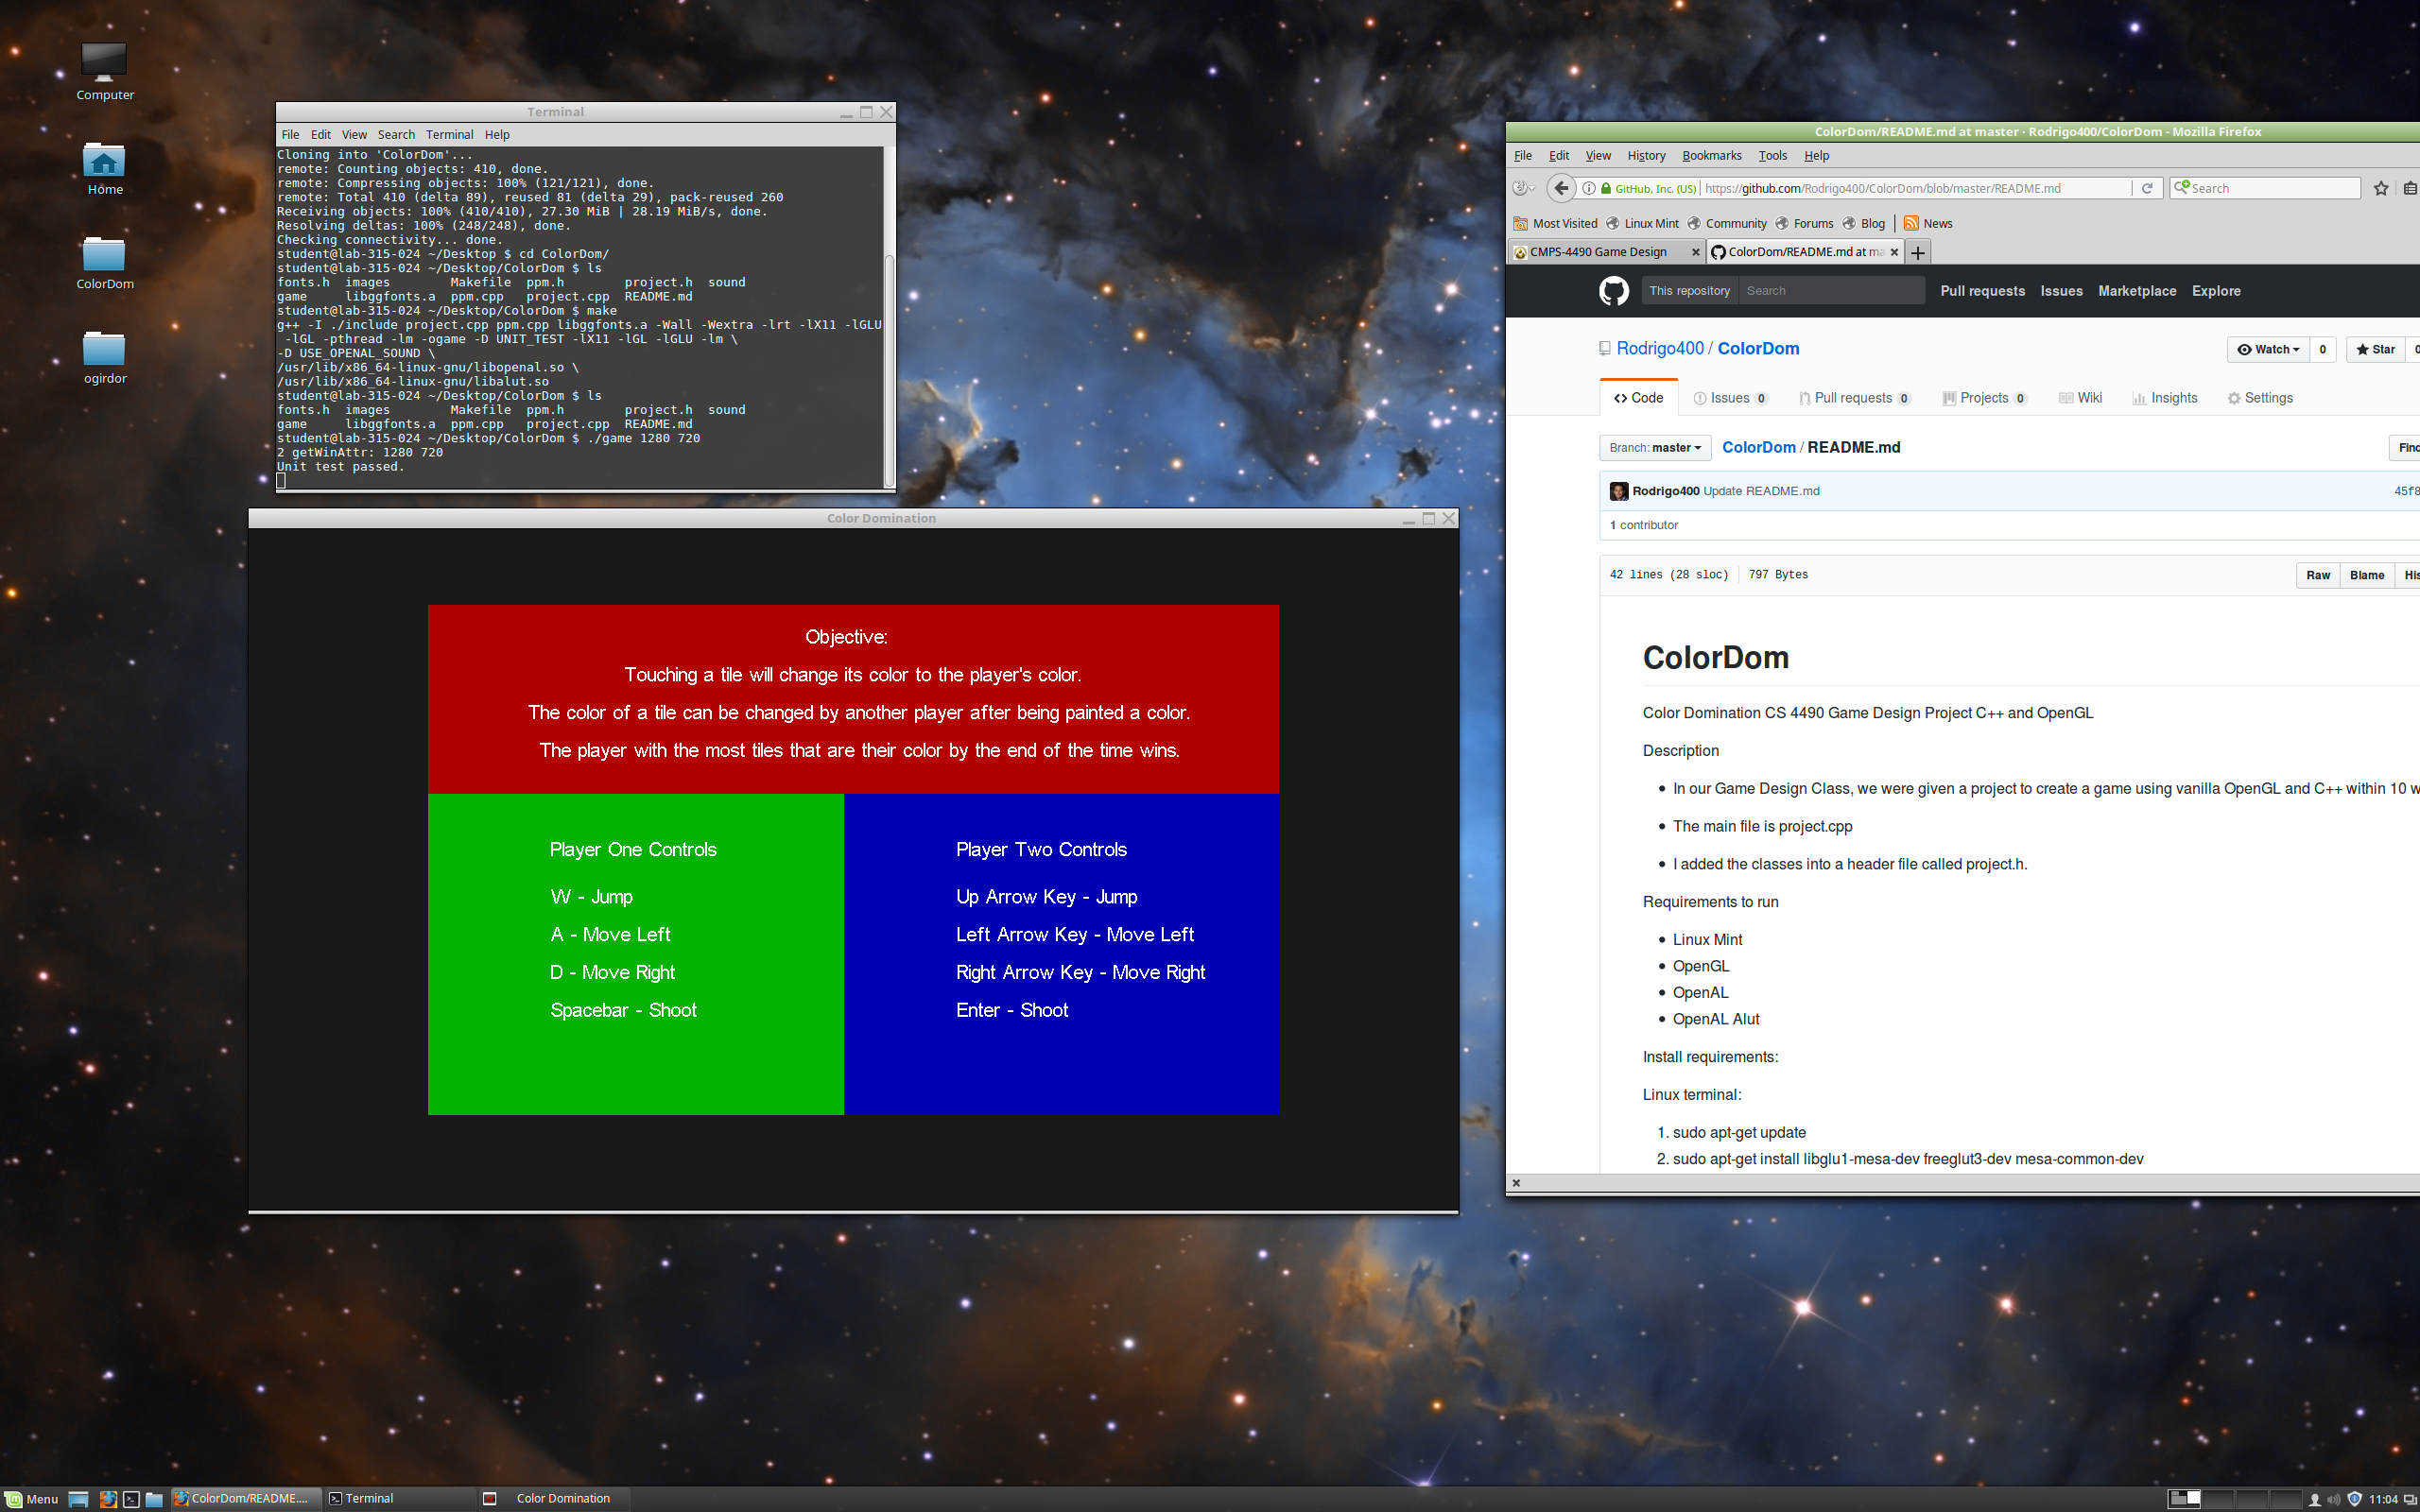 Computer
Home
ColorDom
ogirdor
Terminal
File Edit View Search Terminal Help
Cloning into 'ColorDom'...
remote: Counting objects: 410, done.
remote: Compressing objects: 100% (121/121), done.
remote: Total 410 (delta 89), reused 81 (delta 29), pack-reused 260
Receiving objects: 100% (410/410), 27.30 MiB | 28.19 MiB/s, done.
Resolving deltas: 100% (248/248), done.
Checking connectivity... done.
student@lab-315-024 ~/Desktop $ cd ColorDom/
student@lab-315-024 ~/Desktop/ColorDom $ ls
fonts.h images Makefile ppm.h project.h sound
game libggfonts.a ppm.cpp project.cpp README.md
student@lab-315-024 ~/Desktop/ColorDom $ make
g++ -I ./include project.cpp ppm.cpp libggfonts.a -Wall -Wextra -lrt -lX11 -lGLU
-lGL -pthread -lm -ogame -D UNIT_TEST -lX11 -lGL -lGLU -lm \
-D USE_OPENAL_SOUND \
/usr/lib/x86_64-linux-gnu/libopenal.so \
/usr/lib/x86_64-linux-gnu/libalut.so
student@lab-315-024 ~/Desktop/ColorDom $ ls
fonts.h images Makefile ppm.h project.h sound
game libggfonts.a ppm.cpp project.cpp README.md
student@lab-315-024 ~/Desktop/ColorDom $ ./game 1280 720
2 getWinAttr: 1280 720
Unit test passed.
Color Domination
Objective:
Touching a tile will change its color to the player's color.
The color of a tile can be changed by another player after being painted a color.
The player with the most tiles that are their color by the end of the time wins.
Player One Controls
W - Jump
A - Move Left
D - Move Right
Spacebar - Shoot
Player Two Controls
Up Arrow Key - Jump
Left Arrow Key - Move Left
Right Arrow Key - Move Right
Enter - Shoot
ColorDom/README.md at master · Rodrigo400/ColorDom - Mozilla Firefox
File Edit View History Bookmarks Tools Help
GitHub, Inc. (US) https://github.com/Rodrigo400/ColorDom/blob/master/README.md Search
Most Visited Linux Mint Community Forums Blog News
CMPS-4490 Game Design ColorDom/README.md at ma
This repository Search Pull requests Issues Marketplace Explore
Rodrigo400 / ColorDom Watch 0 Star 0
Code Issues 0 Pull requests 0 Projects 0 Wiki Insights Settings
Branch: master ColorDom / README.md Find
Rodrigo400 Update README.md 45f8
1 contributor
42 lines (28 sloc) 797 Bytes Raw Blame His
ColorDom
Color Domination CS 4490 Game Design Project C++ and OpenGL
Description
• In our Game Design Class, we were given a project to create a game using vanilla OpenGL and C++ within 10 w
• The main file is project.cpp
• I added the classes into a header file called project.h.
Requirements to run
• Linux Mint
• OpenGL
• OpenAL
• OpenAL Alut
Install requirements:
Linux terminal:
1. sudo apt-get update
2. sudo apt-get install libglu1-mesa-dev freeglut3-dev mesa-common-dev
Menu ColorDom/README.... Terminal Color Domination 11:04